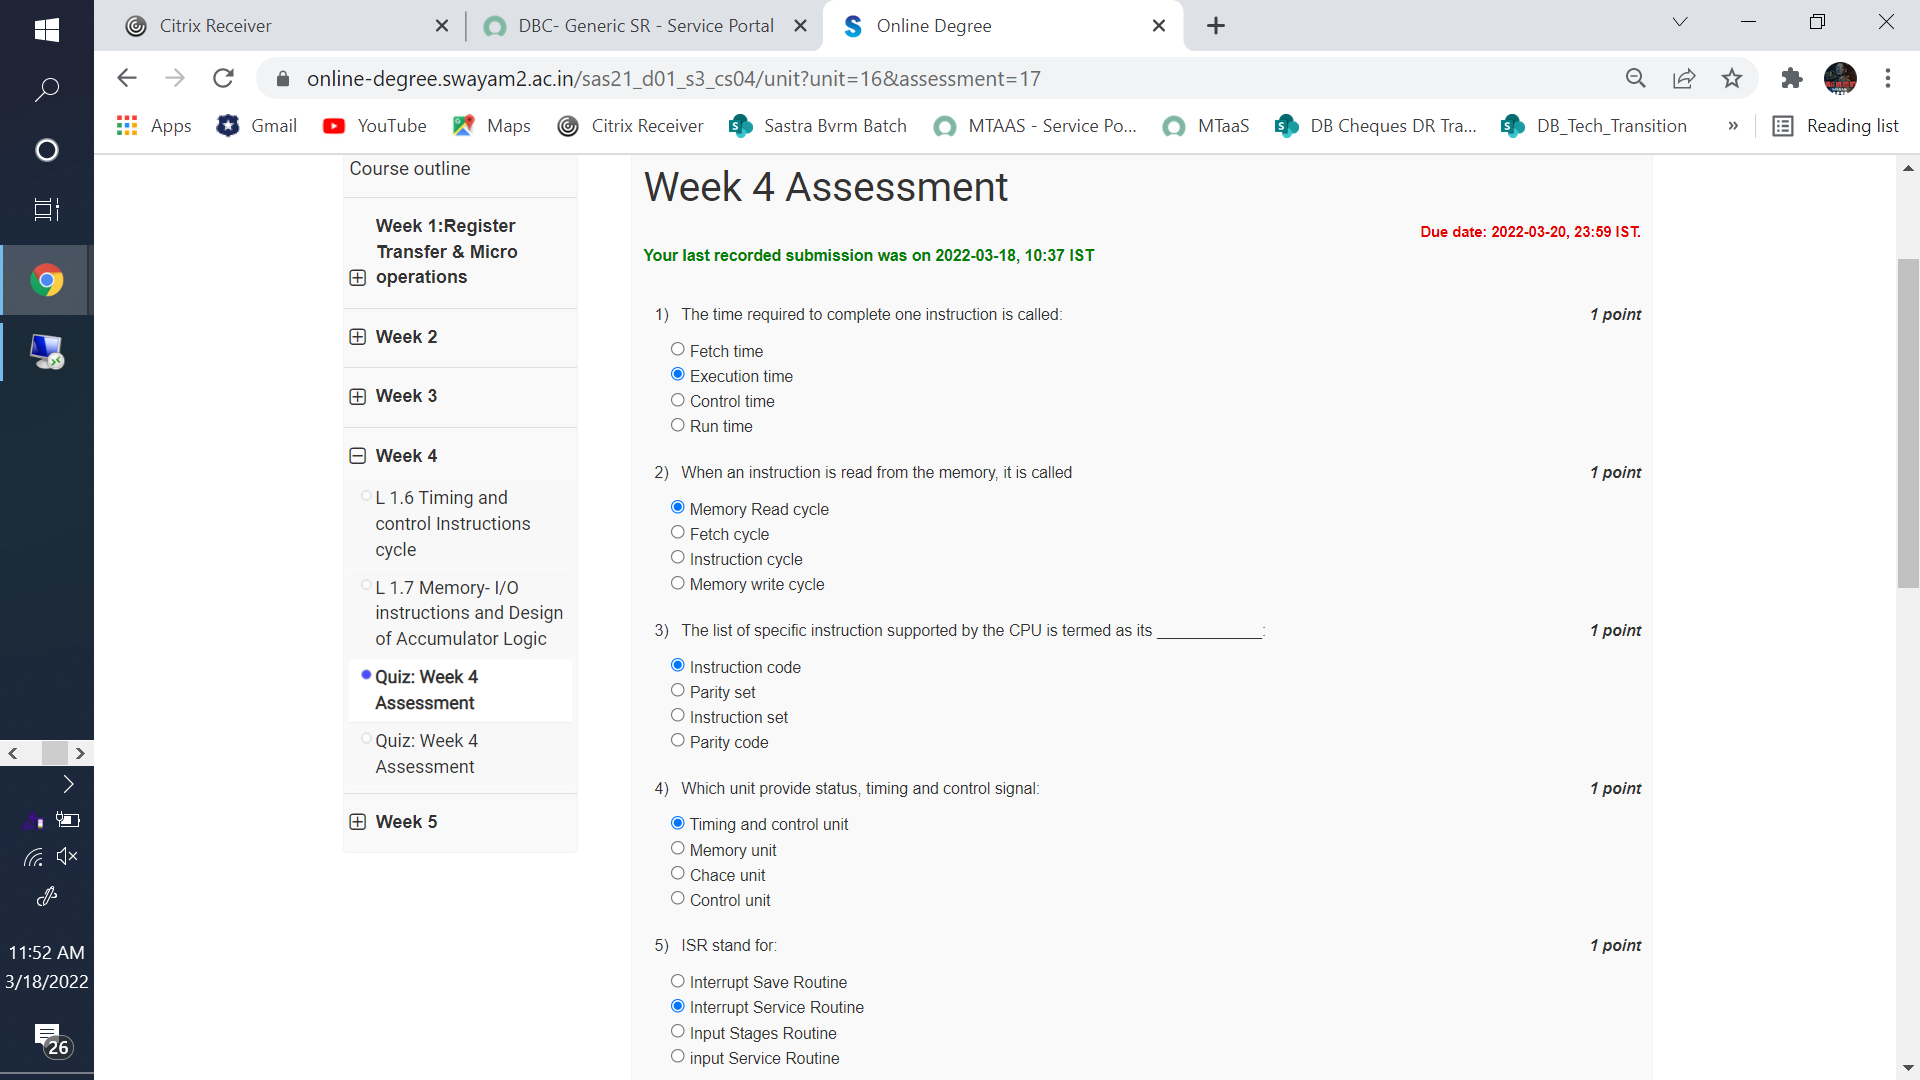 Citrix Receiver
DBC- Generic SR - Service Portal
Online Degree
online-degree.swayam2.ac.in/sas21_d01_s3_cs04/unit?unit=16&assessment=17
Apps
Gmail
YouTube
Maps
Citrix Receiver
Sastra Bvrm Batch
MTAAS - Service Po...
MTaaS
DB Cheques DR Tra...
DB_Tech_Transition
»
Reading list
Course outline
Week 1:Register
Transfer & Micro
operations
Week 2
Week 3
Week 4
L 1.6 Timing and
control Instructions
cycle
L 1.7 Memory- I/O
instructions and Design
of Accumulator Logic
Quiz: Week 4
Assessment
Quiz: Week 4
Assessment
Week 5
Week 4 Assessment
Due date: 2022-03-20, 23:59 IST.
Your last recorded submission was on 2022-03-18, 10:37 IST
1) The time required to complete one instruction is called: 1 point
Fetch time
Execution time
Control time
Run time
2) When an instruction is read from the memory, it is called 1 point
Memory Read cycle
Fetch cycle
Instruction cycle
Memory write cycle
3) The list of specific instruction supported by the CPU is termed as its ____________: 1 point
Instruction code
Parity set
Instruction set
Parity code
4) Which unit provide status, timing and control signal: 1 point
Timing and control unit
Memory unit
Chace unit
Control unit
5) ISR stand for: 1 point
Interrupt Save Routine
Interrupt Service Routine
Input Stages Routine
input Service Routine
11:52 AM
3/18/2022
26